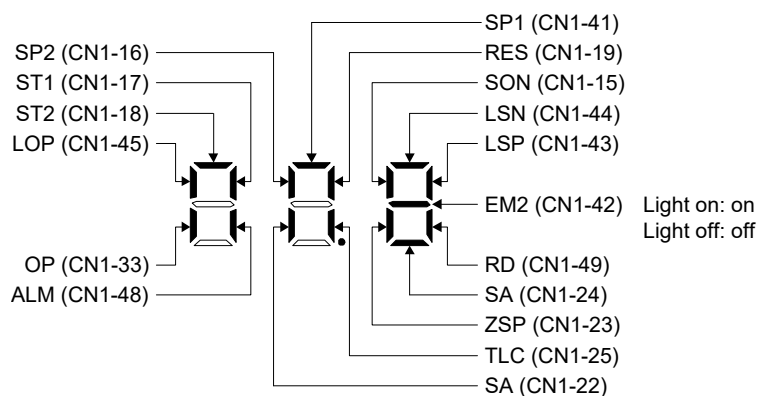 SP1 (CN1-41)
SP2 (CN1-16)
RES (CN1-19)
ST1 (CN1-17)
SON (CN1-15)
ST2 (CN1-18)
LSN (CN1-44)
LOP (CN1-45)
LSP (CN1-43)
EM2 (CN1-42) Light on: on
Light off: off
OP (CN1-33)
RD (CN1-49)
ALM (CN1-48)
SA (CN1-24)
ZSP (CN1-23)
TLC (CN1-25)
SA (CN1-22)